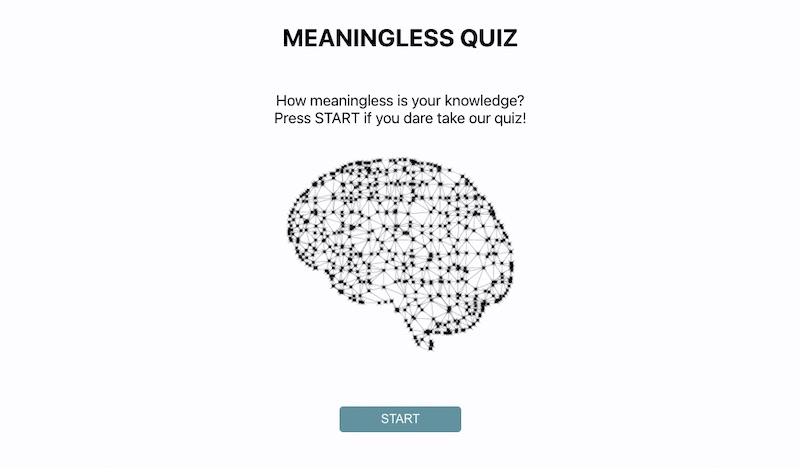 MEANINGLESS QUIZ
How meaningless is your knowledge?
Press START if you dare take our quiz!
START